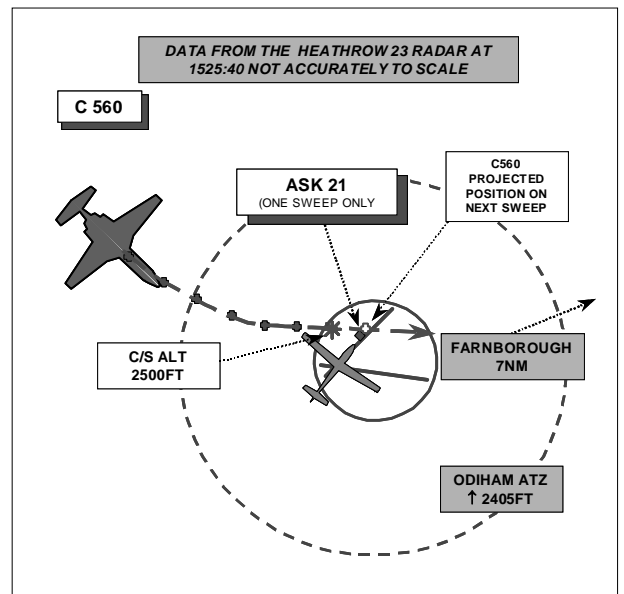 DATA FROM THE HEATHROW 23 RADAR AT
1525:40 NOT ACCURATELY TO SCALE
C 560
ASK 21
(ONE SWEEP ONLY
C560
PROJECTED
POSITION ON
NEXT SWEEP
C/S ALT
2500FT
FARNBOROUGH
7NM
ODIHAM ATZ
↑ 2405FT